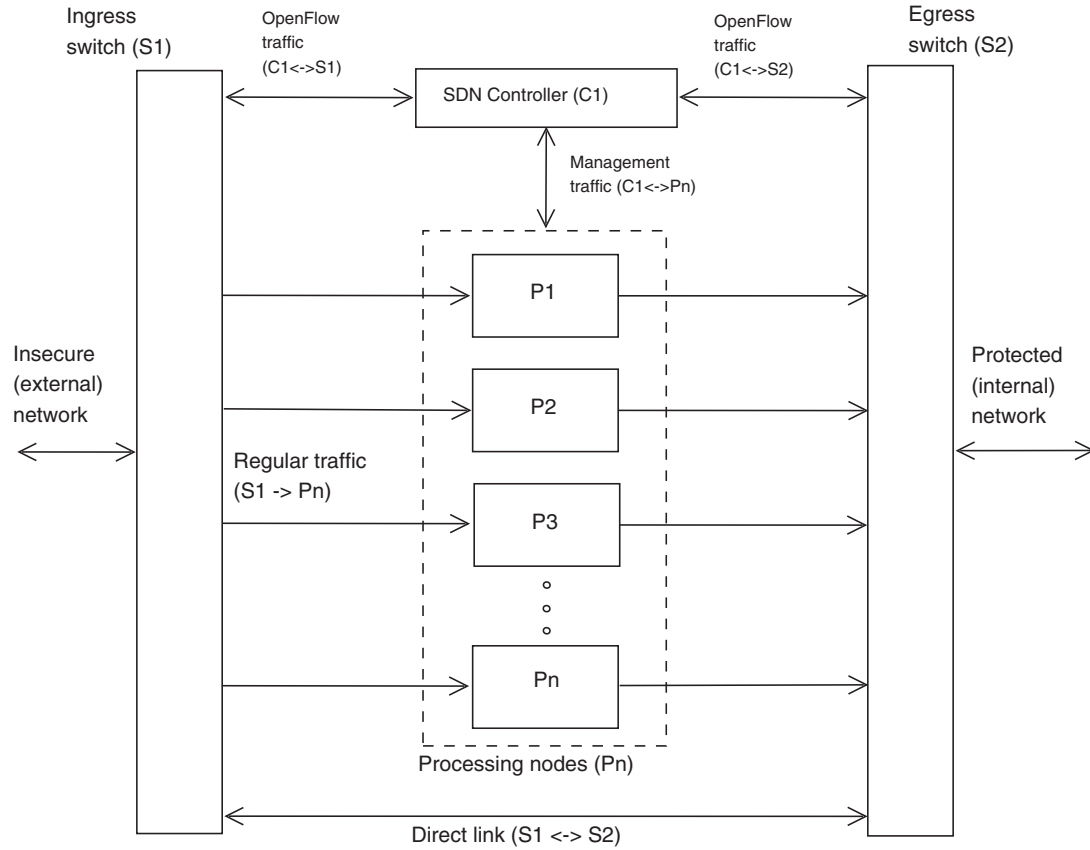 Ingress
switch (S1)
OpenFlow
traffic
(C1<->S1)
OpenFlow
traffic
(C1<->S2)
Egress
switch (S2)
SDN Controller (C1)
Management
traffic (C1<->Pn)
P1
Insecure
(external)
network
Protected
(internal)
network
P2
Regular traffic
(S1 -> Pn)
P3
Pn
Processing nodes (Pn)
Direct link (S1 <-> S2)